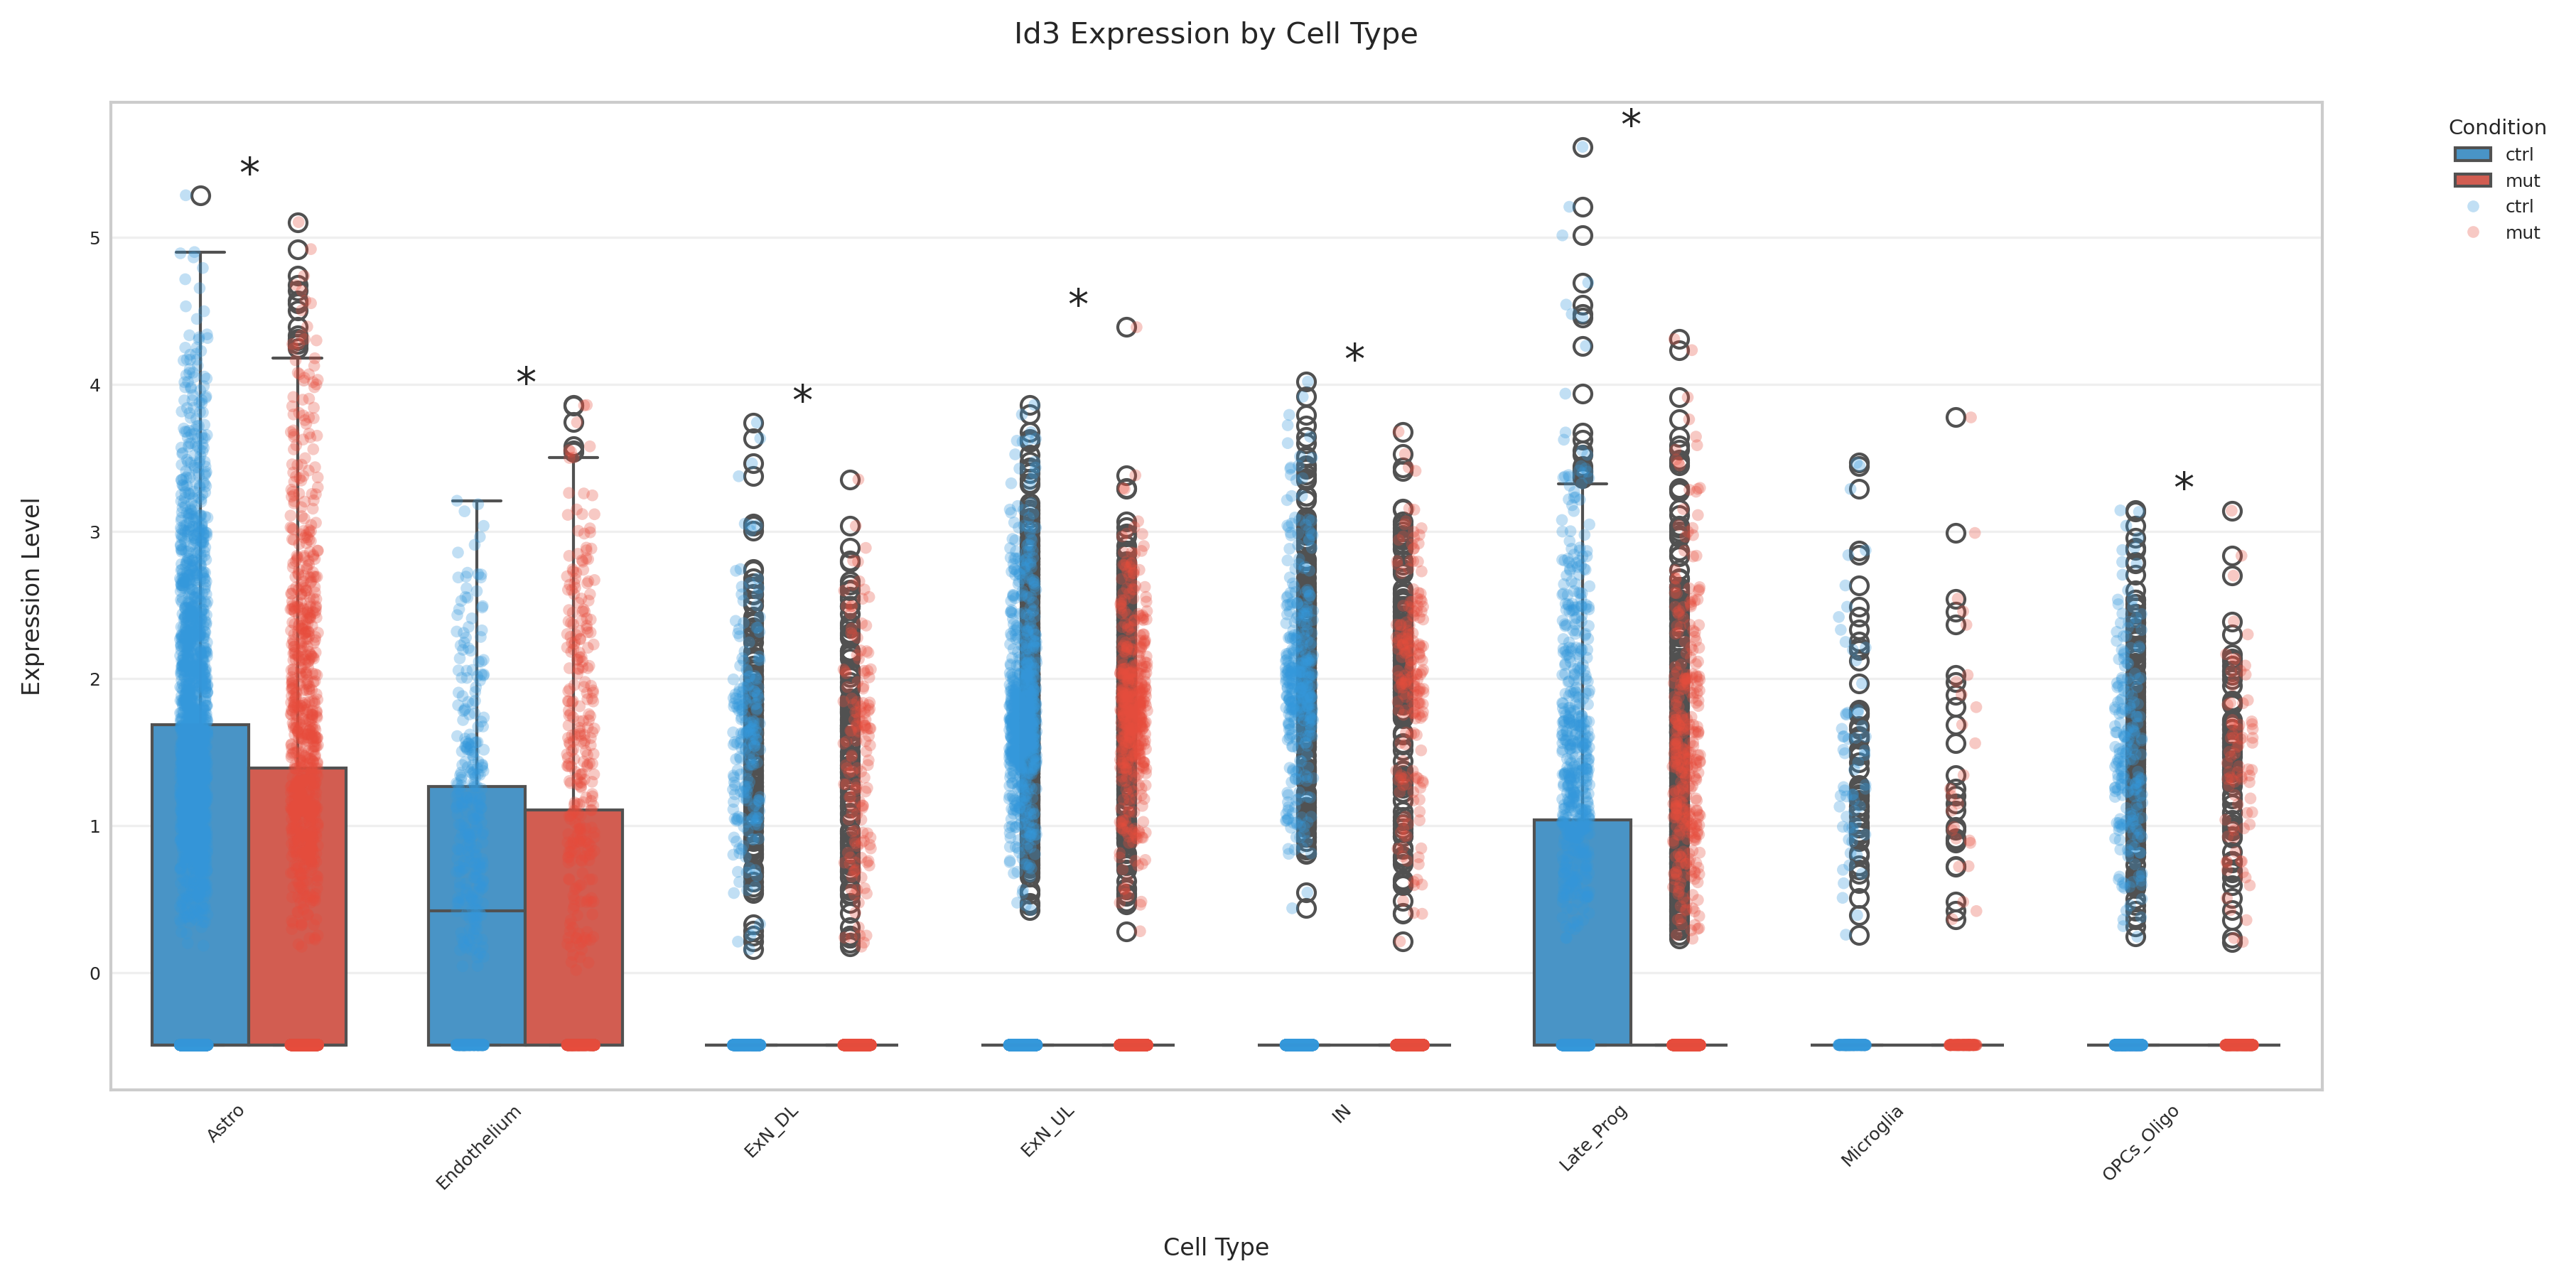 Id3 Expression by Cell Type
*
*
*
*
*
*
*
Condition
ctrl
mut
ctrl
mut
Expression Level
5
4
3
2
1
0
Astro
Endothelium
ExN_DL
ExN_UL
IN
Late_Prog
Microglia
OPCs_Oligo
Cell Type